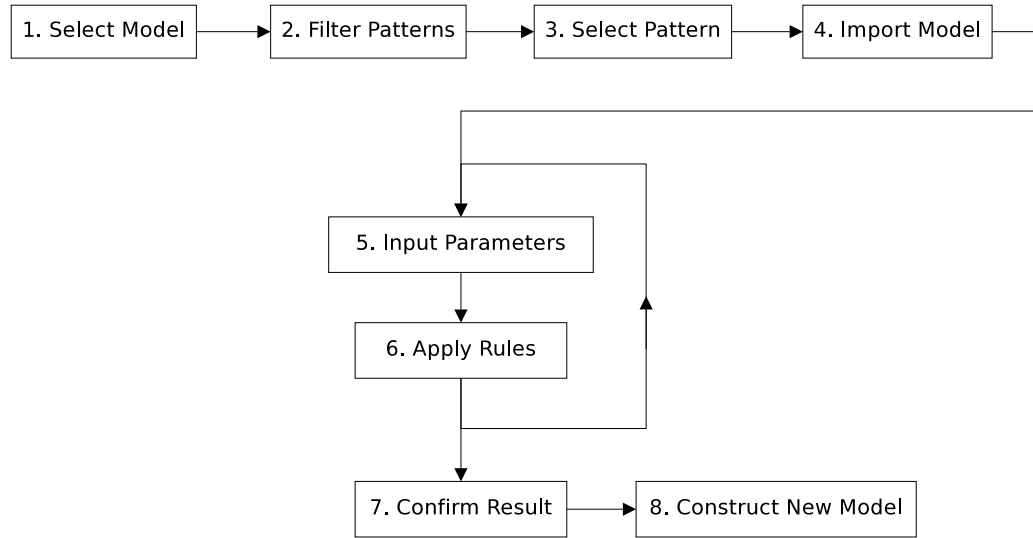 1. Select Model
2. Filter Patterns
3. Select Pattern
4. Import Model
5. Input Parameters
6. Apply Rules
7. Confirm Result
8. Construct New Model